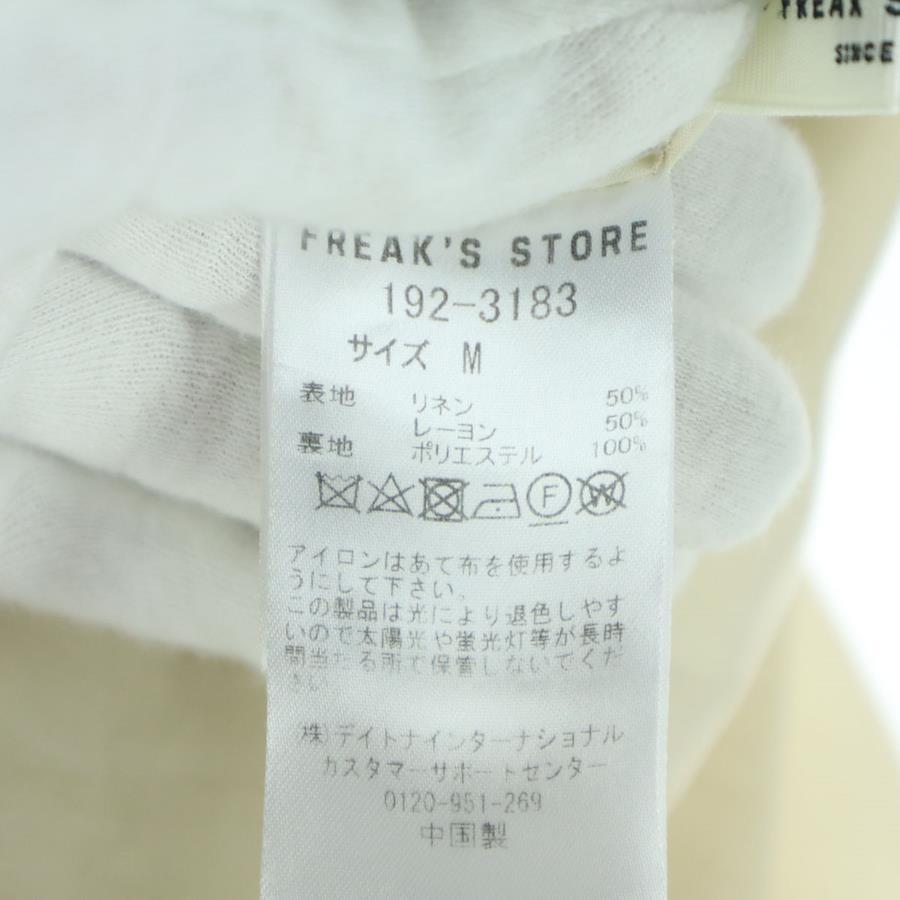 FREAK S
SINCE
FREAK'S STORE
192-3183
サイズ M
表地 リネン 50%
レーヨン 50%
裏地 ポリエステル 100%
F W
アイロンはあて布を使用するよ
うにして下さい。
この製品は光により退色しやす
いので太陽光や蛍光灯等が長時
間当たる所で保管しないでくだ
さい
(株)デイトナインターナショナル
カスタマーサポートセンター
0120-951-269
中国製